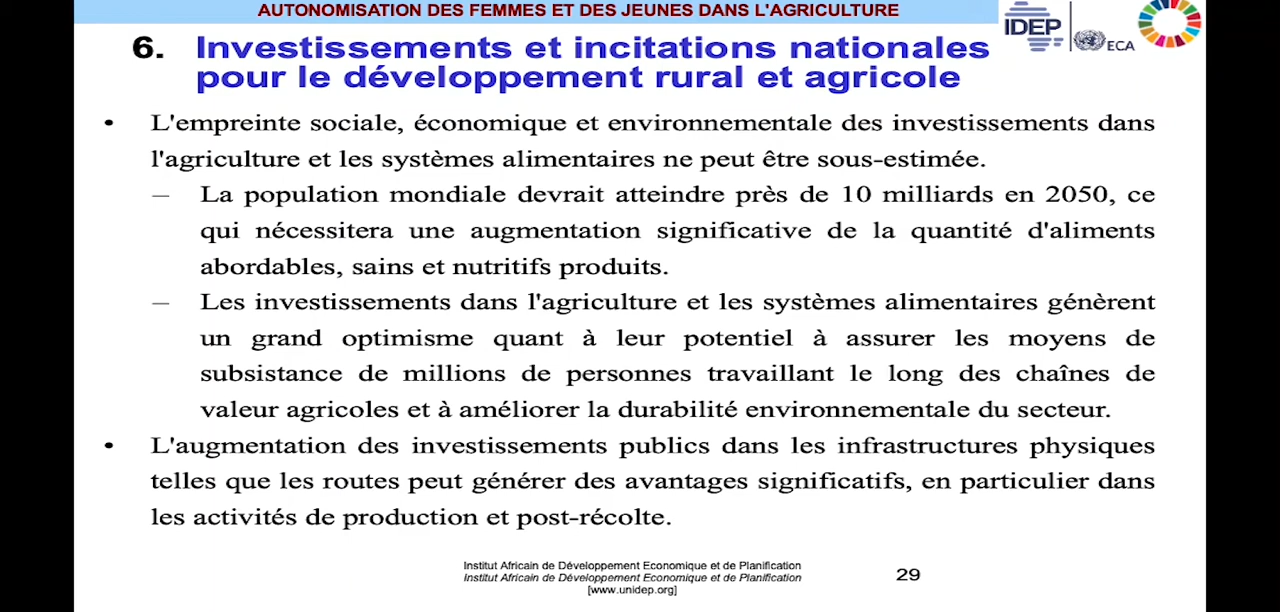 AUTONOMISATION DES FEMMES ET DES JEUNES DANS L'AGRICULTURE
IDEP
ECA
6. Investissements et incitations nationales
pour le développement rural et agricole
• L'empreinte sociale, économique et environnementale des investissements dans
l'agriculture et les systèmes alimentaires ne peut être sous-estimée.
– La population mondiale devrait atteindre près de 10 milliards en 2050, ce
qui nécessitera une augmentation significative de la quantité d'aliments
abordables, sains et nutritifs produits.
– Les investissements dans l'agriculture et les systèmes alimentaires génèrent
un grand optimisme quant à leur potentiel à assurer les moyens de
subsistance de millions de personnes travaillant le long des chaînes de
valeur agricoles et à améliorer la durabilité environnementale du secteur.
• L'augmentation des investissements publics dans les infrastructures physiques
telles que les routes peut générer des avantages significatifs, en particulier dans
les activités de production et post-récolte.
Institut Africain de Développement Economique et de Planification
Institut Africain de Développement Economique et de Planification
[www.unidep.org]
29